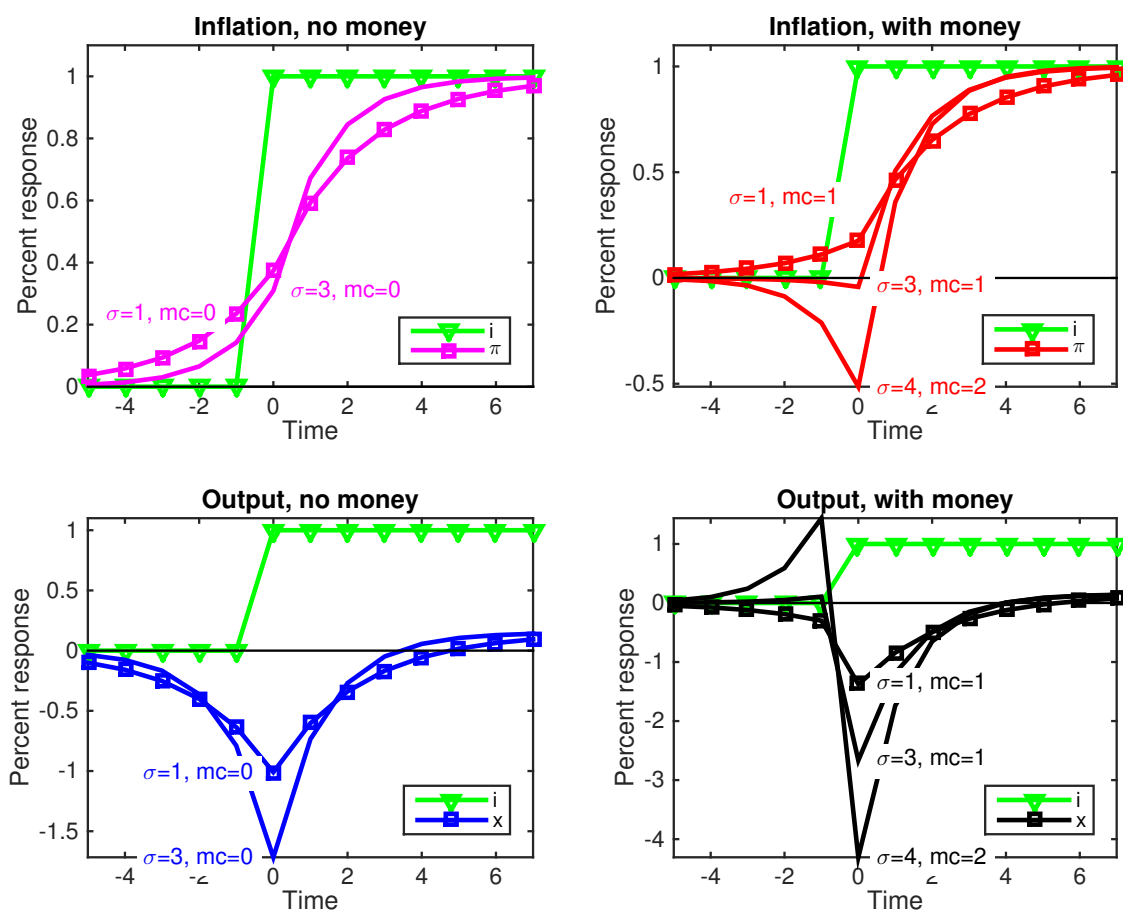 Inflation, no money
1
0.8
0.6
0.4
0.2
0
Percent response
σ=3, mc=0
σ=1, mc=0
i
π
-4 -2 0 2 4 6
Time
Inflation, with money
1
0.5
0
-0.5
Percent response
σ=1, mc=1
σ=3, mc=1
σ=4, mc=2
i
π
-4 -2 0 2 4 6
Time
Output, no money
1
0.5
0
-0.5
-1
-1.5
Percent response
σ=1, mc=0
σ=3, mc=0
i
x
-4 -2 0 2 4 6
Time
Output, with money
1
0
-1
-2
-3
-4
Percent response
σ=1, mc=1
σ=3, mc=1
σ=4, mc=2
i
x
-4 -2 0 2 4 6
Time